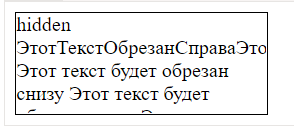 hidden
ЭтотТекстОбрезанСправаЭто
Этот текст будет обрезан
снизу Этот текст будет